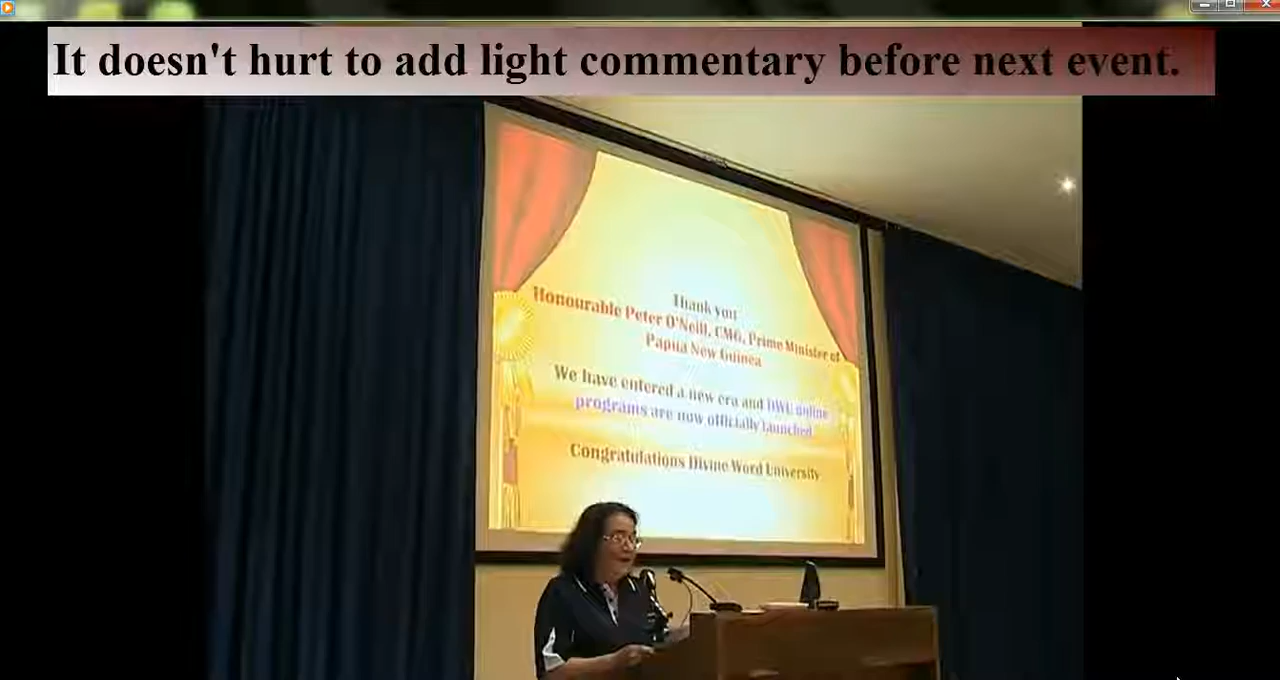 It doesn't hurt to add light commentary before next event.
Thank you
Honourable Peter O'Neill, CMG, Prime Minister of
Papua New Guinea
We have entered a new era and DWU online
programs are now officially launched
Congratulations Divine Word University